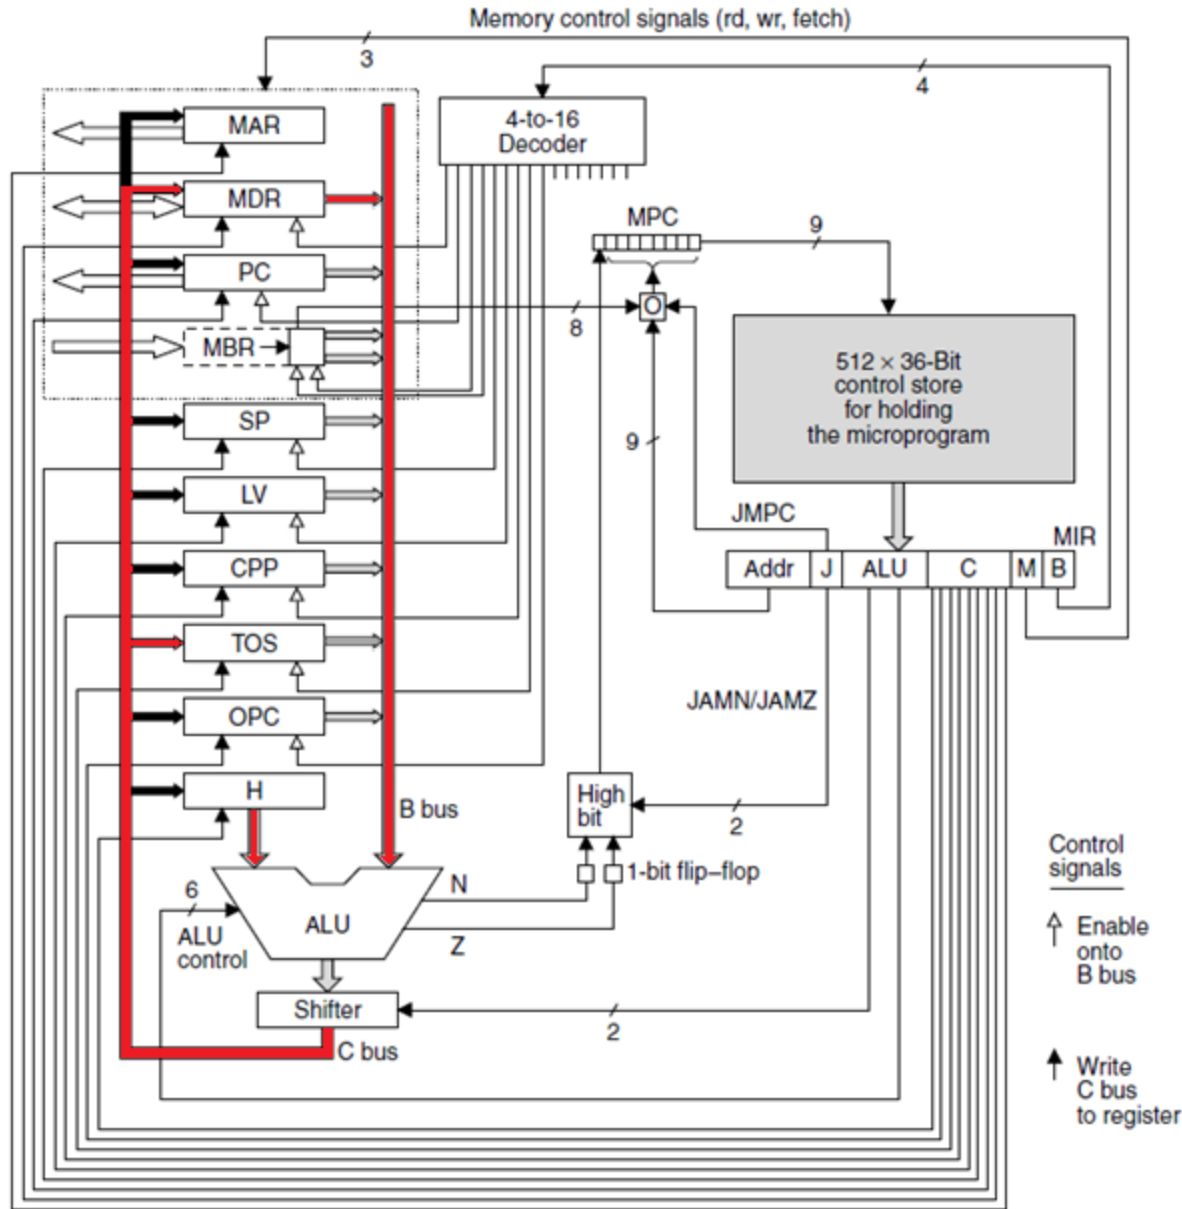 Memory control signals (rd, wr, fetch)
3
4
MAR
4-to-16
Decoder
MDR
MPC
9
PC
8
O
MBR
512 × 36-Bit
control store
for holding
the microprogram
SP
9
LV
JMPC
MIR
Addr
J
ALU
C
M
B
CPP
TOS
JAMN/JAMZ
OPC
H
B bus
High
bit
2
Control
signals
1-bit flip–flop
N
6
ALU
Z
ALU
control
Enable
onto
B bus
Shifter
2
C bus
Write
C bus
to register